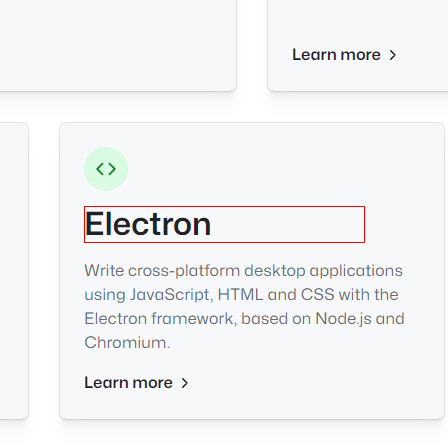 Learn more
Electron
Write cross-platform desktop applications
using JavaScript, HTML and CSS with the
Electron framework, based on Node.js and
Chromium.
Learn more